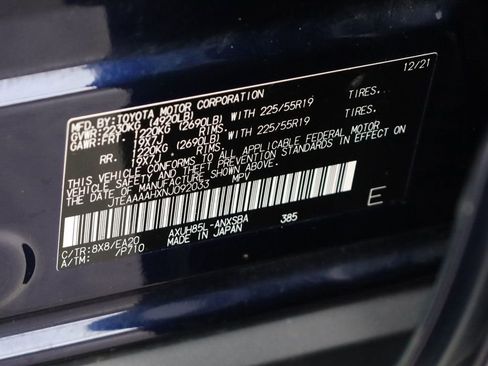 MFD. BY: TOYOTA MOTOR CORPORATION 12/21
GVWR: 2230KG (4920LB)
GAWR: FRT 1220KG (2690LB) WITH 225/55R19 TIRES.
19X7J RIMS.
RR. 1220KG (2690LB) WITH 225/55R19 TIRES.
19X7J RIMS.
THIS VEHICLE CONFORMS TO ALL APPLICABLE FEDERAL MOTOR
VEHICLE SAFETY AND BUMPER STANDARDS IN EFFECT ON
THE DATE OF MANUFACTURE SHOWN ABOVE.
JTEAAAAHXNJ092033 MPV
C/TR: 8X8/EA20 AXUH85L-ANXSBA 385
A/TM: /P710 MADE IN JAPAN
E